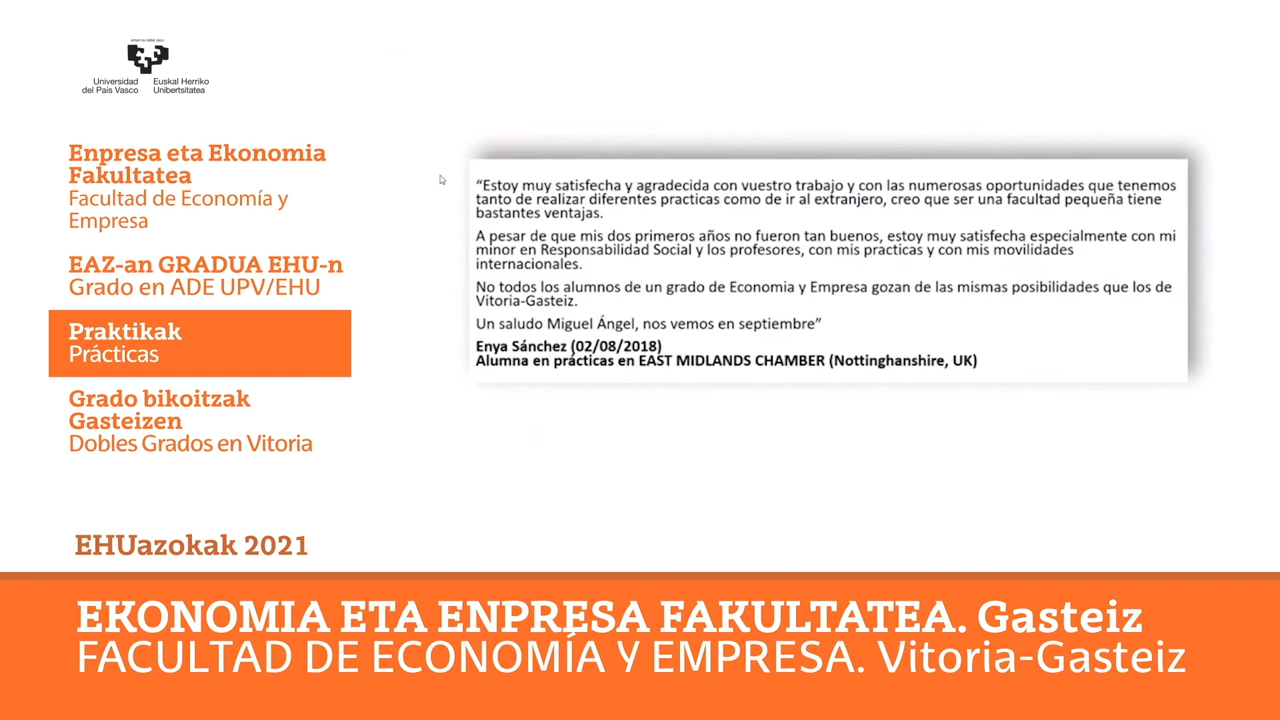 Universidad del País Vasco
Euskal Herriko Unibertsitatea
Enpresa eta Ekonomia
Fakultatea
Facultad de Economía y
Empresa
EAZ-an GRADUA EHU-n
Grado en ADE UPV/EHU
Praktikak
Prácticas
Grado bikoitzak
Gasteizen
Dobles Grados en Vitoria
“Estoy muy satisfecha y agradecida con vuestro trabajo y con las numerosas oportunidades que tenemos
tanto de realizar diferentes practicas como de ir al extranjero, creo que ser una facultad pequeña tiene
bastantes ventajas.
A pesar de que mis dos primeros años no fueron tan buenos, estoy muy satisfecha especialmente con mi
minor en Responsabilidad Social y los profesores, con mis practicas y con mis movilidades
internacionales.
No todos los alumnos de un grado de Economia y Empresa gozan de las mismas posibilidades que los de
Vitoria-Gasteiz.
Un saludo Miguel Ángel, nos vemos en septiembre”
Enya Sánchez (02/08/2018)
Alumna en prácticas en EAST MIDLANDS CHAMBER (Nottinghanshire, UK)
EHUazokak 2021
EKONOMIA ETA ENPRESA FAKULTATEA. Gasteiz
FACULTAD DE ECONOMÍA Y EMPRESA. Vitoria-Gasteiz